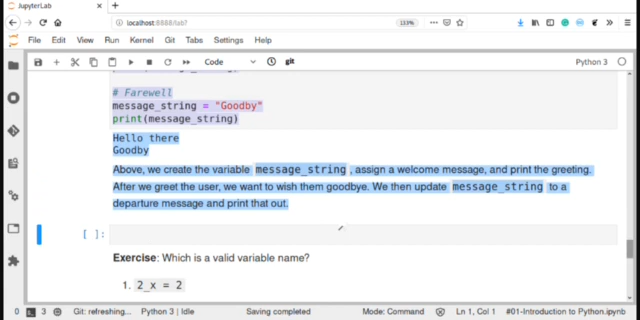 JupyterLab
localhost:8888/lab?
133%
File Edit View Run Kernel Git Tabs Settings Help
Code
git
Python 3
# Farewell
message_string = "Goodby"
print(message_string)
Hello there
Goodby
Above, we create the variable message_string , assign a welcome message, and print the greeting.
After we greet the user, we want to wish them goodbye. We then update message_string to a
departure message and print that out.
[ ]:
Exercise: Which is a valid variable name?
1. 2_x = 2
0 3 Git: refreshing... Python 3 | Idle Saving completed Mode: Command Ln 1, Col 1 #01-Introduction to Python.ipynb